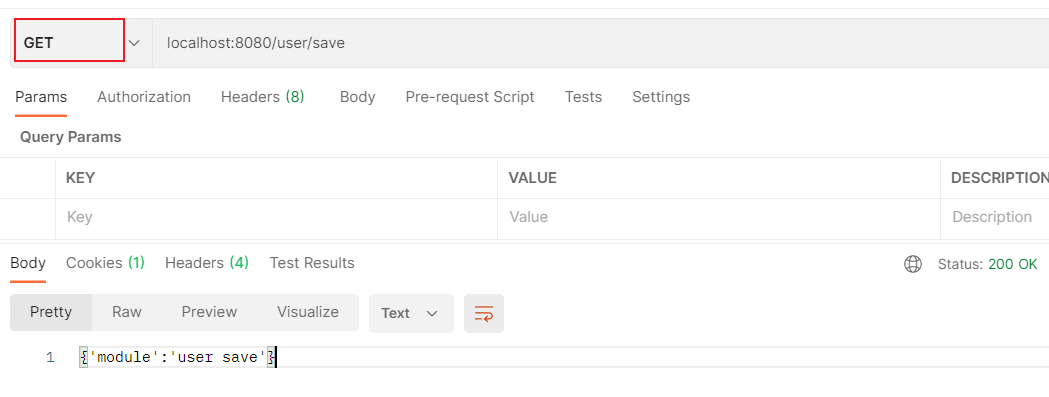 GET localhost:8080/user/save
Params Authorization Headers (8) Body Pre-request Script Tests Settings
Query Params
KEY VALUE DESCRIPTION
Key Value Description
Body Cookies (1) Headers (4) Test Results Status: 200 OK
Pretty Raw Preview Visualize Text
1 {'module':'user save'}